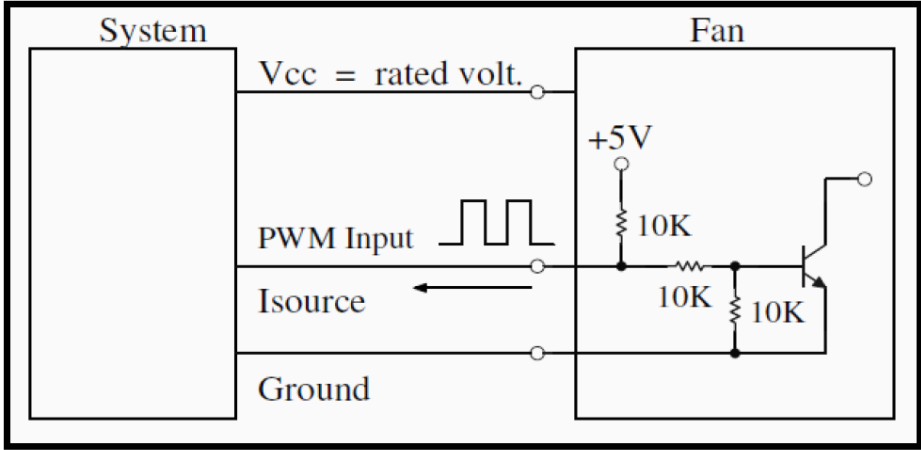 System
Fan
Vcc = rated volt.
+5V
10K
PWM Input
10K
10K
Isource
Ground